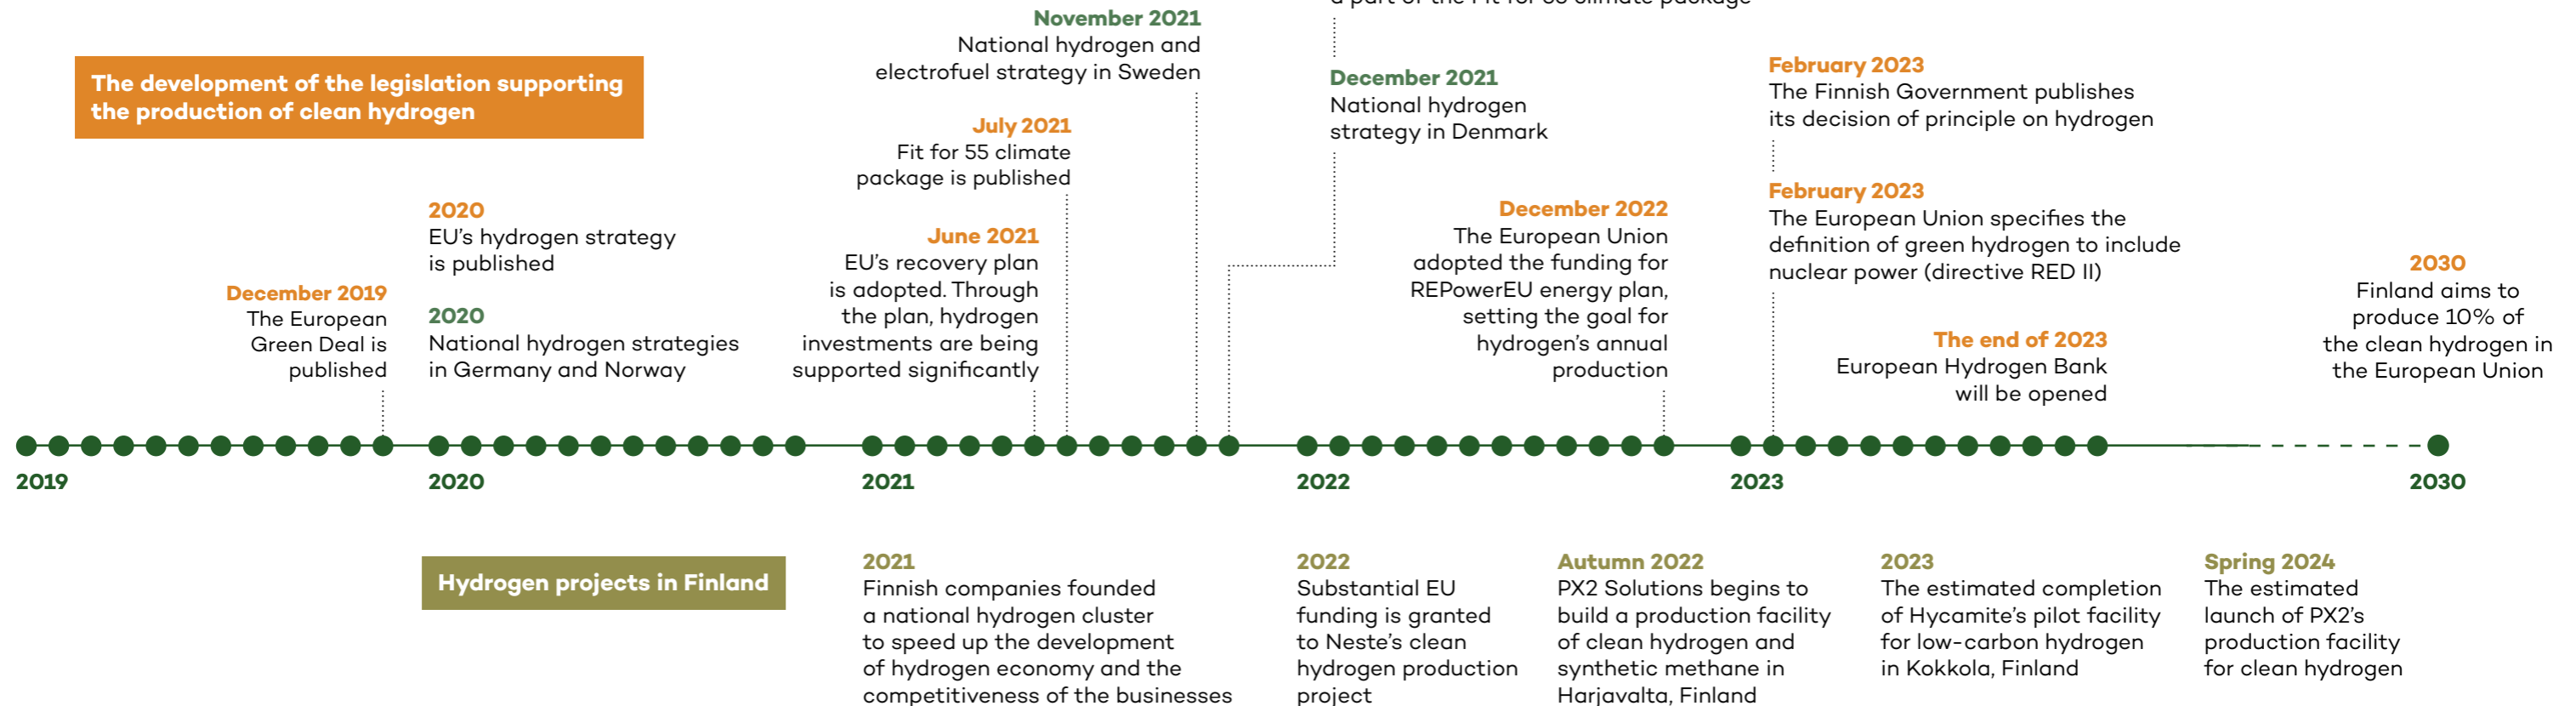 a part of the Fit for 55 climate package
The development of the legislation supporting
the production of clean hydrogen
December 2019
The European
Green Deal is
published
2020
EU's hydrogen strategy
is published
2020
National hydrogen strategies
in Germany and Norway
June 2021
EU's recovery plan
is adopted. Through
the plan, hydrogen
investments are being
supported significantly
July 2021
Fit for 55 climate
package is published
November 2021
National hydrogen and
electrofuel strategy in Sweden
December 2021
National hydrogen
strategy in Denmark
December 2022
The European Union
adopted the funding for
REPowerEU energy plan,
setting the goal for
hydrogen's annual
production
February 2023
The Finnish Government publishes
its decision of principle on hydrogen
February 2023
The European Union specifies the
definition of green hydrogen to include
nuclear power (directive RED II)
The end of 2023
European Hydrogen Bank
will be opened
2030
Finland aims to
produce 10% of
the clean hydrogen in
the European Union
2019
2020
2021
2022
2023
2030
Hydrogen projects in Finland
2021
Finnish companies founded
a national hydrogen cluster
to speed up the development
of hydrogen economy and the
competitiveness of the businesses
2022
Substantial EU
funding is granted
to Neste's clean
hydrogen production
project
Autumn 2022
PX2 Solutions begins to
build a production facility
of clean hydrogen and
synthetic methane in
Harjavalta, Finland
2023
The estimated completion
of Hycamite's pilot facility
for low-carbon hydrogen
in Kokkola, Finland
Spring 2024
The estimated
launch of PX2's
production facility
for clean hydrogen